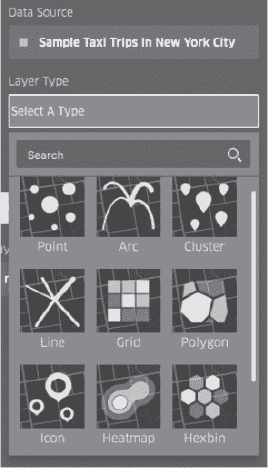 Data Source
Sample Taxi Trips in New York City
Layer Type
Select A Type
Search
Point Arc Cluster
Line Grid Polygon
Icon Heatmap Hexbin